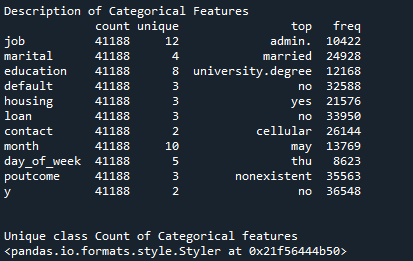 Description of Categorical Features
count unique top freq
job 41188 12 admin. 10422
marital 41188 4 married 24928
education 41188 8 university.degree 12168
default 41188 3 no 32588
housing 41188 3 yes 21576
loan 41188 3 no 33950
contact 41188 2 cellular 26144
month 41188 10 may 13769
day_of_week 41188 5 thu 8623
poutcome 41188 3 nonexistent 35563
y 41188 2 no 36548
Unique class Count of Categorical features
<pandas.io.formats.style.Styler at 0x21f56444b50>